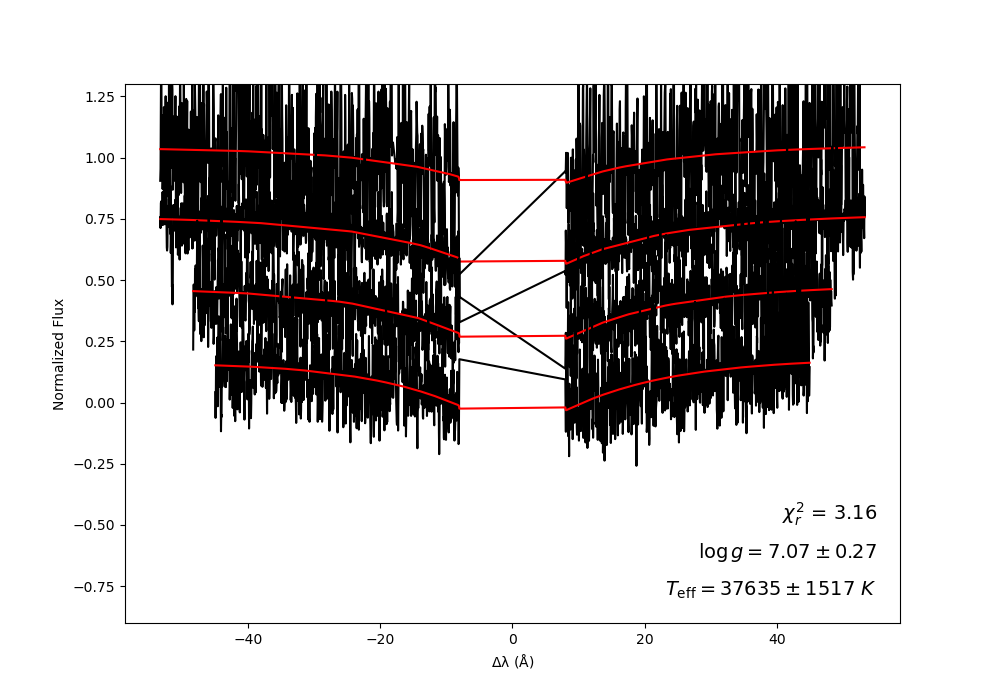 1.25
1.00
0.75
0.50
0.25
0.00
−0.25
−0.50
−0.75
Normalized Flux
χ²ᵣ = 3.16
log g = 7.07 ± 0.27
T_eff = 37635 ± 1517 K
−40 −20 0 20 40
Δλ (Å)